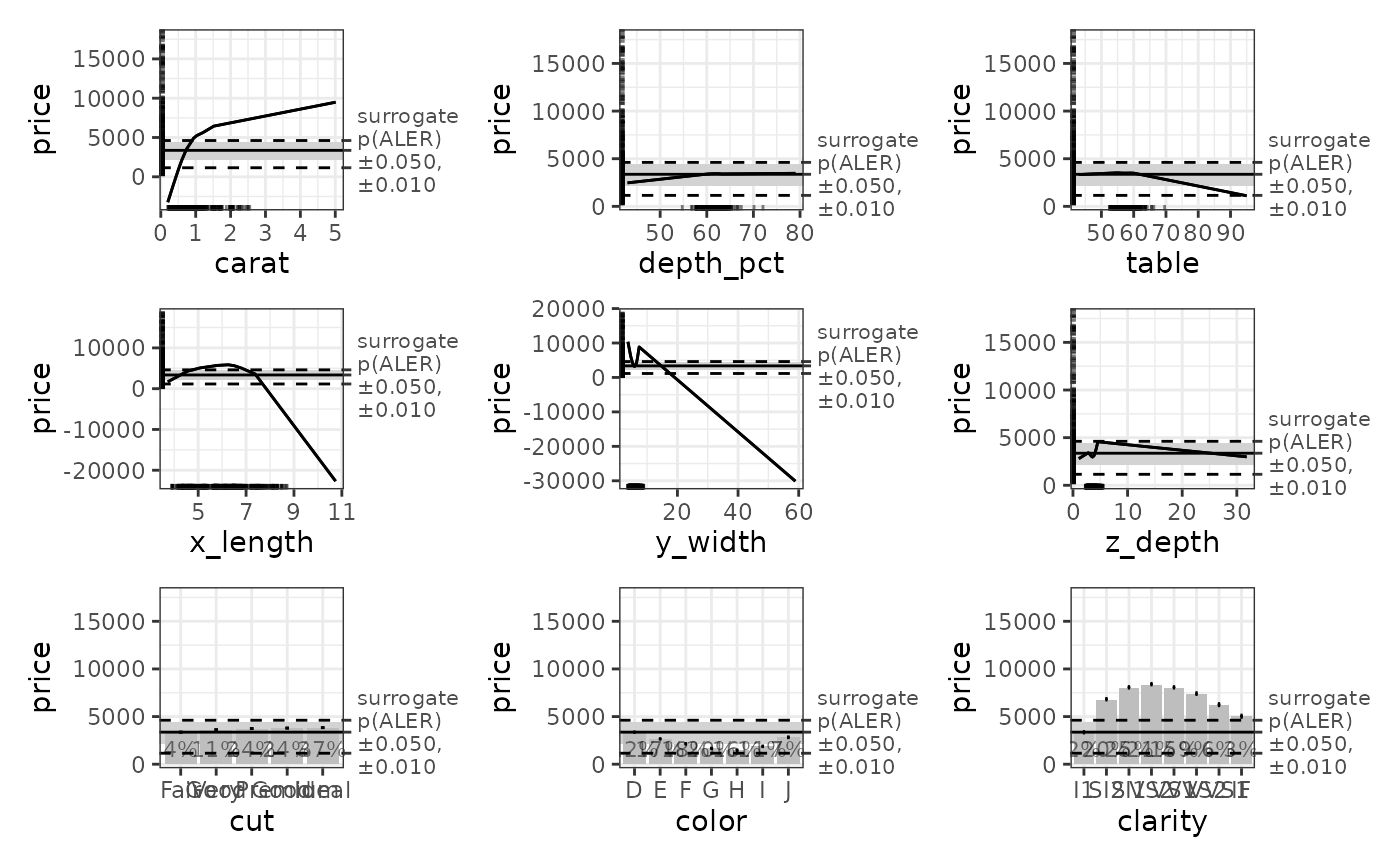 15000
10000
5000
0
price
0 1 2 3 4 5
carat
surrogate
p(ALER)
±0.050,
±0.010
15000
10000
5000
0
price
50 60 70 80
depth_pct
surrogate
p(ALER)
±0.050,
±0.010
15000
10000
5000
0
price
50 60 70 80 90
table
surrogate
p(ALER)
±0.050,
±0.010
10000
0
-10000
-20000
price
5 7 9 11
x_length
surrogate
p(ALER)
±0.050,
±0.010
20000
10000
0
-10000
-20000
-30000
price
20 40 60
y_width
surrogate
p(ALER)
±0.050,
±0.010
15000
10000
5000
0
price
0 10 20 30
z_depth
surrogate
p(ALER)
±0.050,
±0.010
15000
10000
5000
0
price
cut
surrogate
p(ALER)
±0.050,
±0.010
15000
10000
5000
0
price
D E F G H I J
color
surrogate
p(ALER)
±0.050,
±0.010
15000
10000
5000
0
price
clarity
surrogate
p(ALER)
±0.050,
±0.010